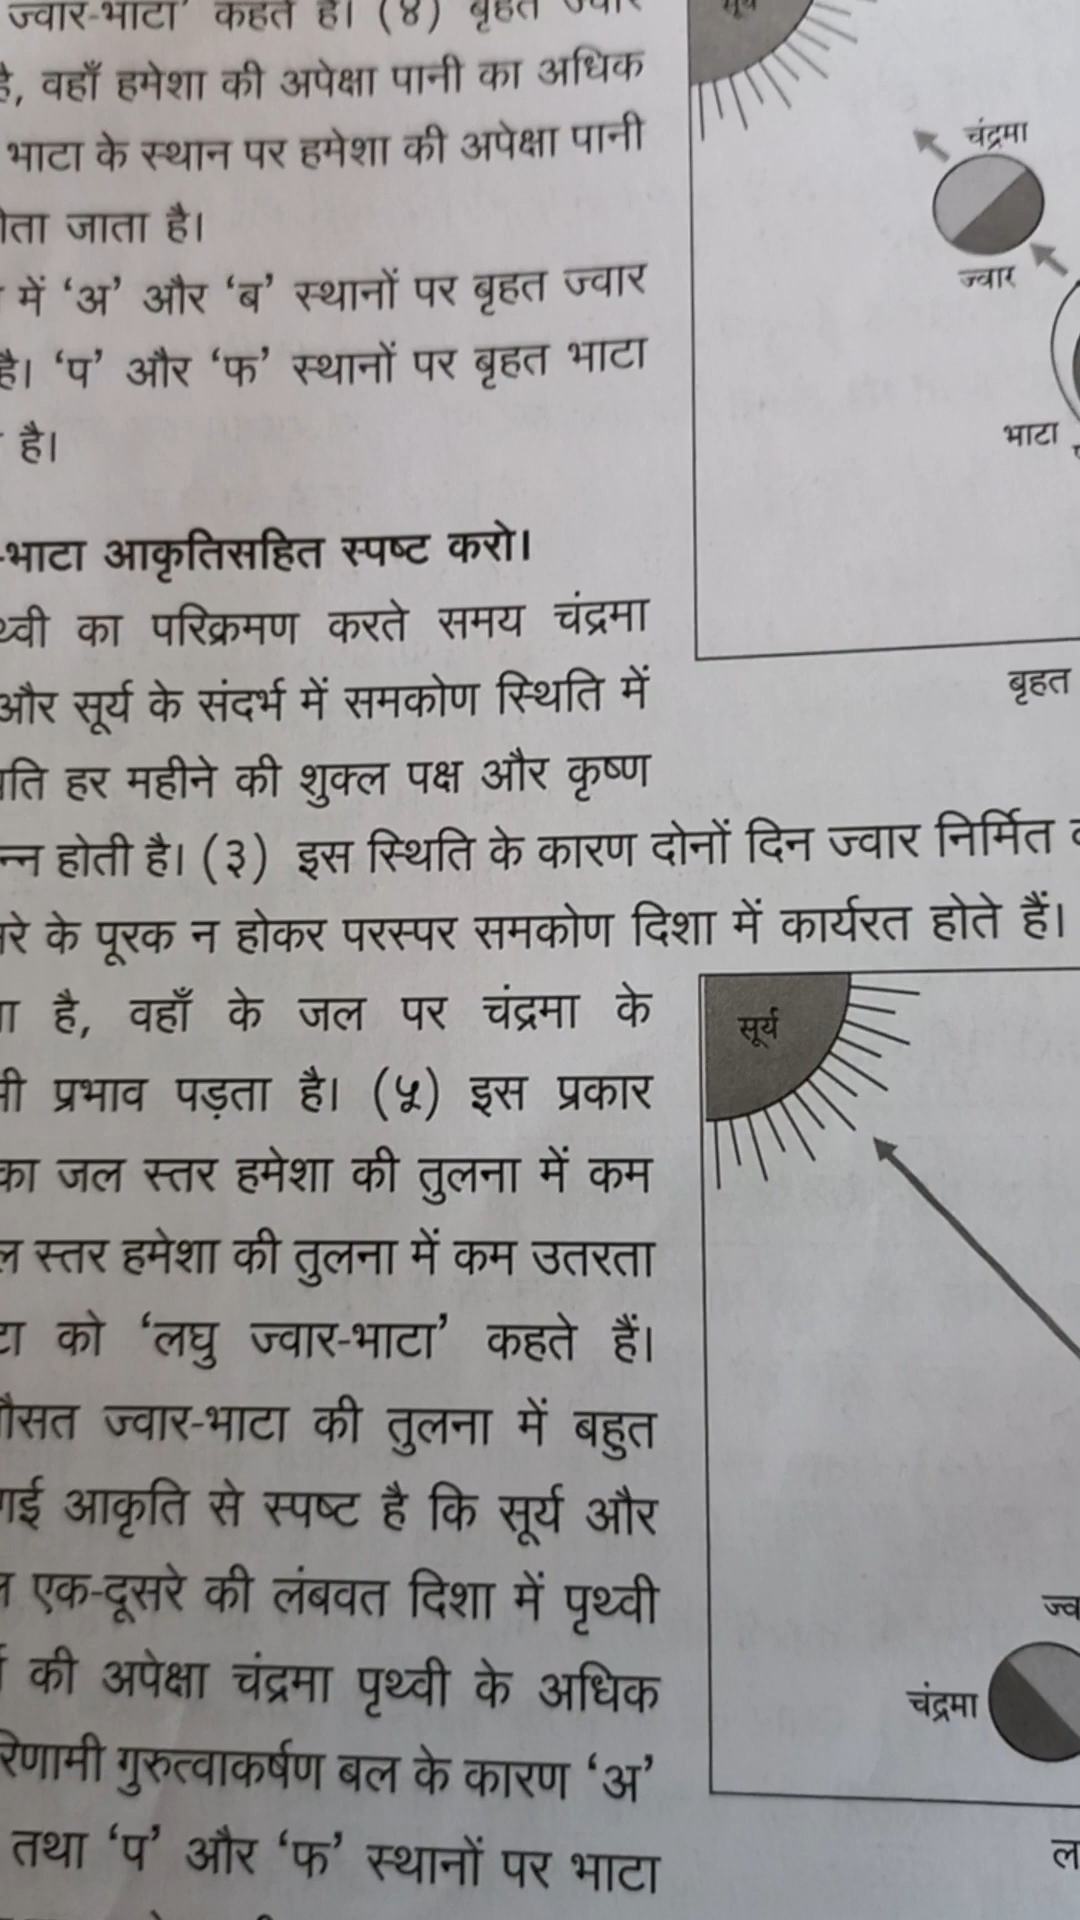 ज्वार-भाटा’ कहते हैं। (४) बृहत ज्वार
है, वहाँ हमेशा की अपेक्षा पानी का अधिक
भाटा के स्थान पर हमेशा की अपेक्षा पानी
जाता है।
में ‘अ’ और ‘ब’ स्थानों पर बृहत ज्वार
है। ‘प’ और ‘फ’ स्थानों पर बृहत भाटा
है।
-भाटा आकृतिसहित स्पष्ट करो।
का परिक्रमण करते समय चंद्रमा
और सूर्य के संदर्भ में समकोण स्थिति में
हर महीने की शुक्ल पक्ष और कृष्ण
होती है। (३) इस स्थिति के कारण दोनों दिन ज्वार निर्मित
के पूरक न होकर परस्पर समकोण दिशा में कार्यरत होते हैं।
है, वहाँ के जल पर चंद्रमा के
प्रभाव पड़ता है। (५) इस प्रकार
का जल स्तर हमेशा की तुलना में कम
स्तर हमेशा की तुलना में कम उतरता
को ‘लघु ज्वार-भाटा’ कहते हैं।
ज्वार-भाटा की तुलना में बहुत
आकृति से स्पष्ट है कि सूर्य और
एक-दूसरे की लंबवत दिशा में पृथ्वी
की अपेक्षा चंद्रमा पृथ्वी के अधिक
गुरुत्वाकर्षण बल के कारण ‘अ’
तथा ‘प’ और ‘फ’ स्थानों पर भाटा
सूर्य
चंद्रमा
ज्वार
भाटा
बृहत
सूर्य
चंद्रमा